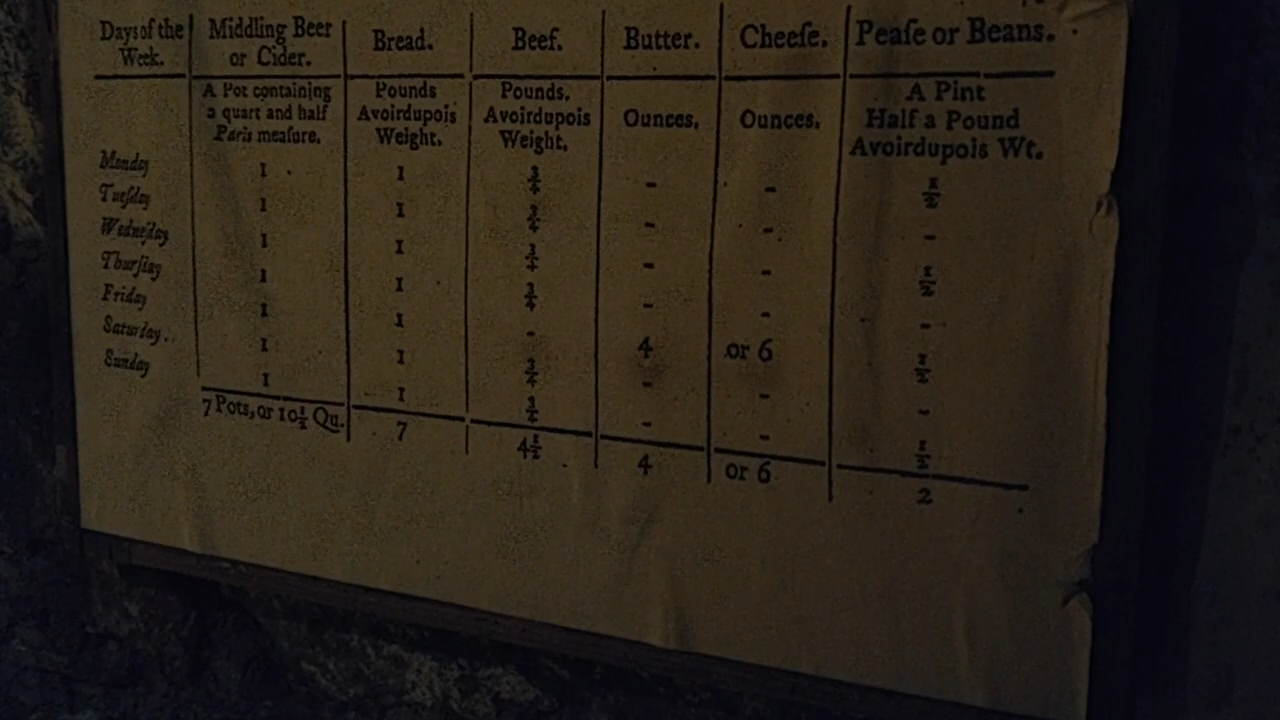 Days of the Week. Middling Beer or Cider. Bread. Beef. Butter. Cheeſe. Peaſe or Beans.
A Pot containing a quart and half Paris meaſure. Pounds Avoirdupois Weight. Pounds. Avoirdupois Weight. Ounces. Ounces. A Pint Half a Pound Avoirdupois Wt.
Monday 1 1 3/4 - - 1/2
Tueſday 1 1 3/4 - - -
Wedneſday 1 1 3/4 - - 1/2
Thurſday 1 1 3/4 - - -
Friday 1 1 - 4 or 6 1/2
Saturday. 1 1 3/4 - - -
Sunday 1 1 3/4 - - 1/2
7 Pots, or 10 1/2 Qu. 7 4 1/2 4 or 6 2